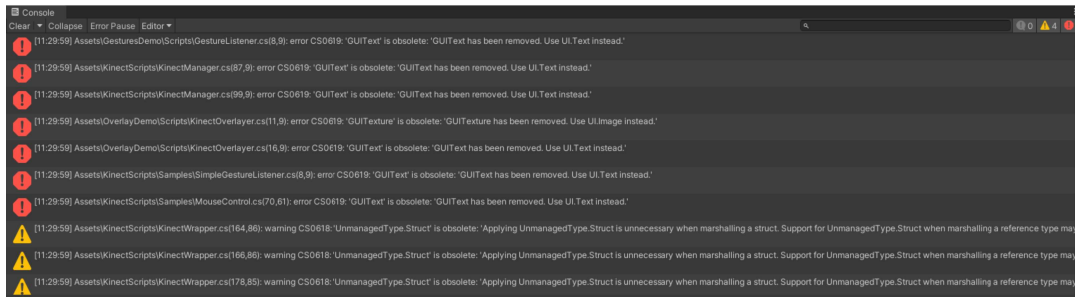 Console
Clear Collapse Error Pause Editor 0 4
[11:29:59] Assets\GesturesDemo\Scripts\GestureListener.cs(8,9): error CS0619: 'GUIText' is obsolete: 'GUIText has been removed. Use UI.Text instead.'
[11:29:59] Assets\KinectScripts\KinectManager.cs(87,9): error CS0619: 'GUIText' is obsolete: 'GUIText has been removed. Use UI.Text instead.'
[11:29:59] Assets\KinectScripts\KinectManager.cs(99,9): error CS0619: 'GUIText' is obsolete: 'GUIText has been removed. Use UI.Text instead.'
[11:29:59] Assets\OverlayDemo\Scripts\KinectOverlayer.cs(11,9): error CS0619: 'GUITexture' is obsolete: 'GUITexture has been removed. Use UI.Image instead.'
[11:29:59] Assets\OverlayDemo\Scripts\KinectOverlayer.cs(16,9): error CS0619: 'GUIText' is obsolete: 'GUIText has been removed. Use UI.Text instead.'
[11:29:59] Assets\KinectScripts\Samples\SimpleGestureListener.cs(8,9): error CS0619: 'GUIText' is obsolete: 'GUIText has been removed. Use UI.Text instead.'
[11:29:59] Assets\KinectScripts\Samples\MouseControl.cs(70,61): error CS0619: 'GUIText' is obsolete: 'GUIText has been removed. Use UI.Text instead.'
[11:29:59] Assets\KinectScripts\KinectWrapper.cs(164,86): warning CS0618: 'UnmanagedType.Struct' is obsolete: 'Applying UnmanagedType.Struct is unnecessary when marshalling a struct. Support for UnmanagedType.Struct when marshalling a reference type may
[11:29:59] Assets\KinectScripts\KinectWrapper.cs(166,86): warning CS0618: 'UnmanagedType.Struct' is obsolete: 'Applying UnmanagedType.Struct is unnecessary when marshalling a struct. Support for UnmanagedType.Struct when marshalling a reference type may
[11:29:59] Assets\KinectScripts\KinectWrapper.cs(178,85): warning CS0618: 'UnmanagedType.Struct' is obsolete: 'Applying UnmanagedType.Struct is unnecessary when marshalling a struct. Support for UnmanagedType.Struct when marshalling a reference type may